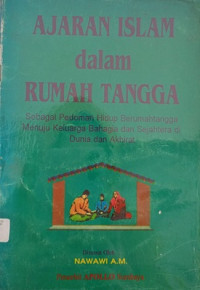 AJARAN ISLAM
dalam
RUMAH TANGGA
Sebagai Pedoman Hidup Berumahtangga
Menuju Keluarga Bahagia dan Sejahtera di
Dunia dan Akhirat
NAWAWI A.M.